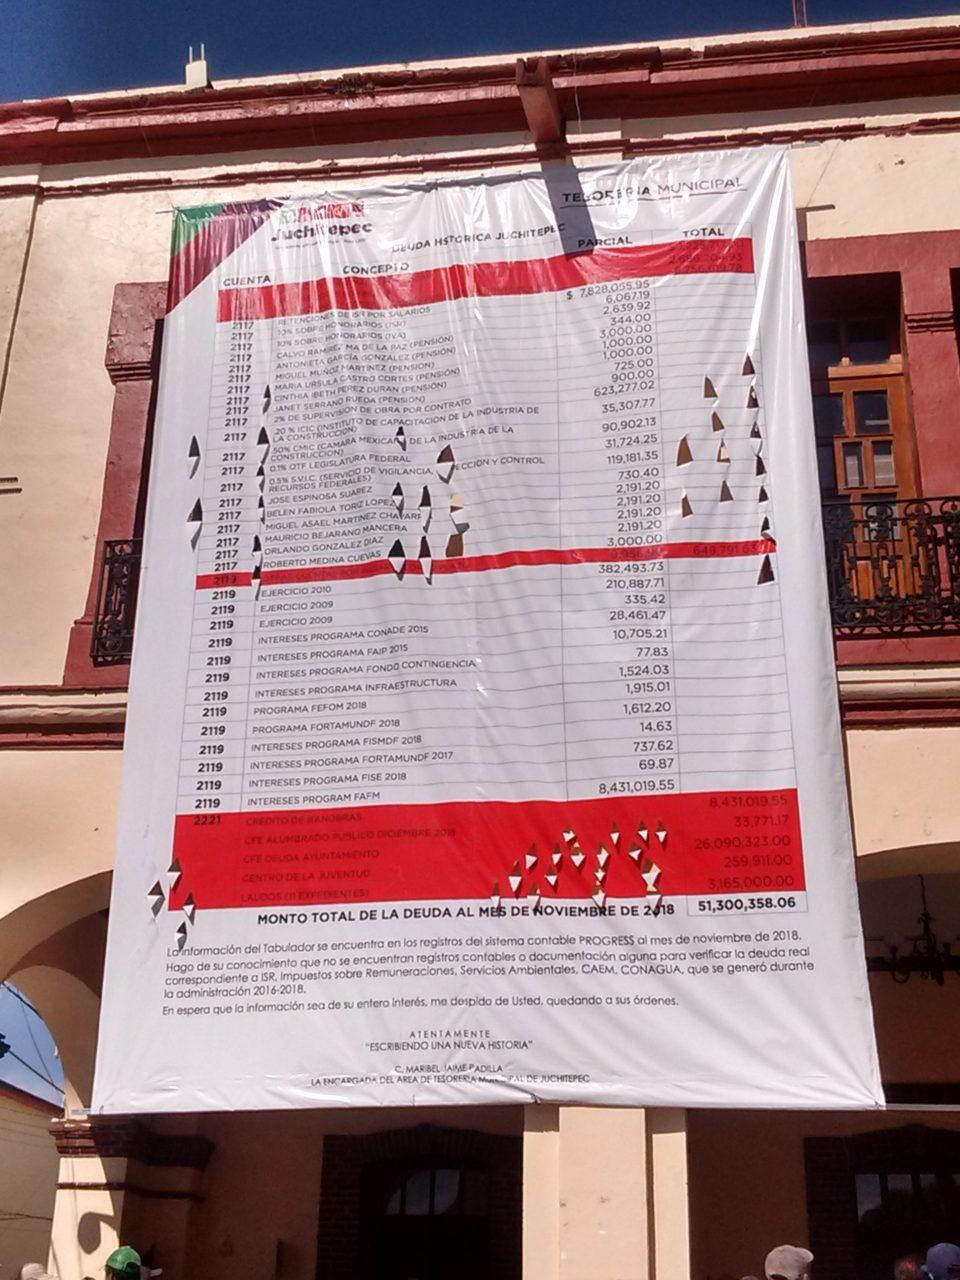 Juchitepec
TESORERIA MUNICIPAL
DEUDA HSTÓRICA JUCHITEPEC
CUENTA CONCEPTO PARCIAL TOTAL
RETENCIONES DE ISR POR SALARIOS $ 7,828,055.95
2117 10% SOBRE HONORARIOS (ISR) 6,067.19
2117 10% SOBRE HONORARIOS (IVA) 2,639.92
2117 CALVO RAMIREZ MA DE LA PAZ (PENSIÓN) 344.00
2117 ANTONIETA GARCÍA GONZALEZ (PENSIÓN) 3,000.00
2117 MIGUEL MUÑOZ MARTÍNEZ (PENSIÓN) 1,000.00
2117 MARIA URSULA CASTRO CORTES (PENSIÓN) 1,000.00
2117 CINTHIA IBETH PEREZ DURAN (PENSIÓN) 725.00
2117 JANET SERRANO RUEDA (PENSIÓN) 900.00
2117 2% DE SUPERVISION DE OBRA POR CONTRATO 623,277.02
2117 .20 % ICIC (INSTITUTO DE CAPACITACION DE LA INDUSTRIA DE
LA CONSTRUCCION) 35,307.77
2117 .50% CMIC (CAMARA MEXICANA DE LA INDUSTRIA DE LA
CONSTRUCCION) 90,902.13
2117 0.1% OTF LEGISLATURA FEDERAL 31,724.25
2117 0.5% S.V.I.C. (SERVICIO DE VIGILANCIA, ECCION Y CONTROL
RECURSOS FEDERALES) 119,181.35
2117 JOSE ESPINOSA SUAREZ 730.40
2117 BELEN FABIOLA TORIZ LOPEZ 2,191.20
2117 MIGUEL ASAEL MARTINEZ CHAVARR 2,191.20
2117 MAURICIO BEJARANO MANCERA 2,191.20
2117 ORLANDO GONZALEZ DIAZ 2,191.20
2117 ROBERTO MEDINA CUEVAS 3,000.00
2119
2119 EJERCICIO 2010 382,493.73
2119 EJERCICIO 2009 210,887.71
2119 EJERCICIO 2009 335.42
2119 INTERESES PROGRAMA CONADE 2015 28,461.47
2119 INTERESES PROGRAMA FAIP 2015 10,705.21
2119 INTERESES PROGRAMA FONDO CONTINGENCIA 77.83
2119 INTERESES PROGRAMA INFRAESTRUCTURA 1,524.03
2119 PROGRAMA FEFOM 2018 1,915.01
2119 PROGRAMA FORTAMUNDF 2018 1,612.20
2119 INTERESES PROGRAMA FISMDF 2018 14.63
2119 INTERESES PROGRAMA FORTAMUNDF 2017 737.62
2119 INTERESES PROGRAMA FISE 2018 69.87
2119 INTERESES PROGRAM FAFM 8,431,019.55
2221 CREDITO DE BANOBRAS 8,431,019.55
CFE ALUMBRADO PUBLICO DICIEMBRE 2018 33,771.17
CFE DEUDA AYUNTAMIENTO 26,090,323.00
CENTRO DE LA JUVENTUD 259,911.00
LAUDOS (11 EXPEDIENTES) 3,165,000.00
MONTO TOTAL DE LA DEUDA AL MES DE NOVIEMBRE DE 2018 51,300,358.06
La información del Tabulador se encuentra en los registros del sistema contable PROGRESS al mes de noviembre de 2018.
Hago de su conocimiento que no se encuentran registros contables o documentación alguna para verificar la deuda real
correspondiente a ISR, Impuestos sobre Remuneraciones, Servicios Ambientales, CAEM, CONAGUA, que se generó durante
la administración 2016-2018.
En espera que la información sea de su entero interés, me despido de Usted, quedando a sus órdenes.
ATENTAMENTE
"ESCRIBIENDO UNA NUEVA HISTORIA"
C. MARIBEL JAIME PADILLA
LA ENCARGADA DEL AREA DE TESORERIA MUNICIPAL DE JUCHITEPEC